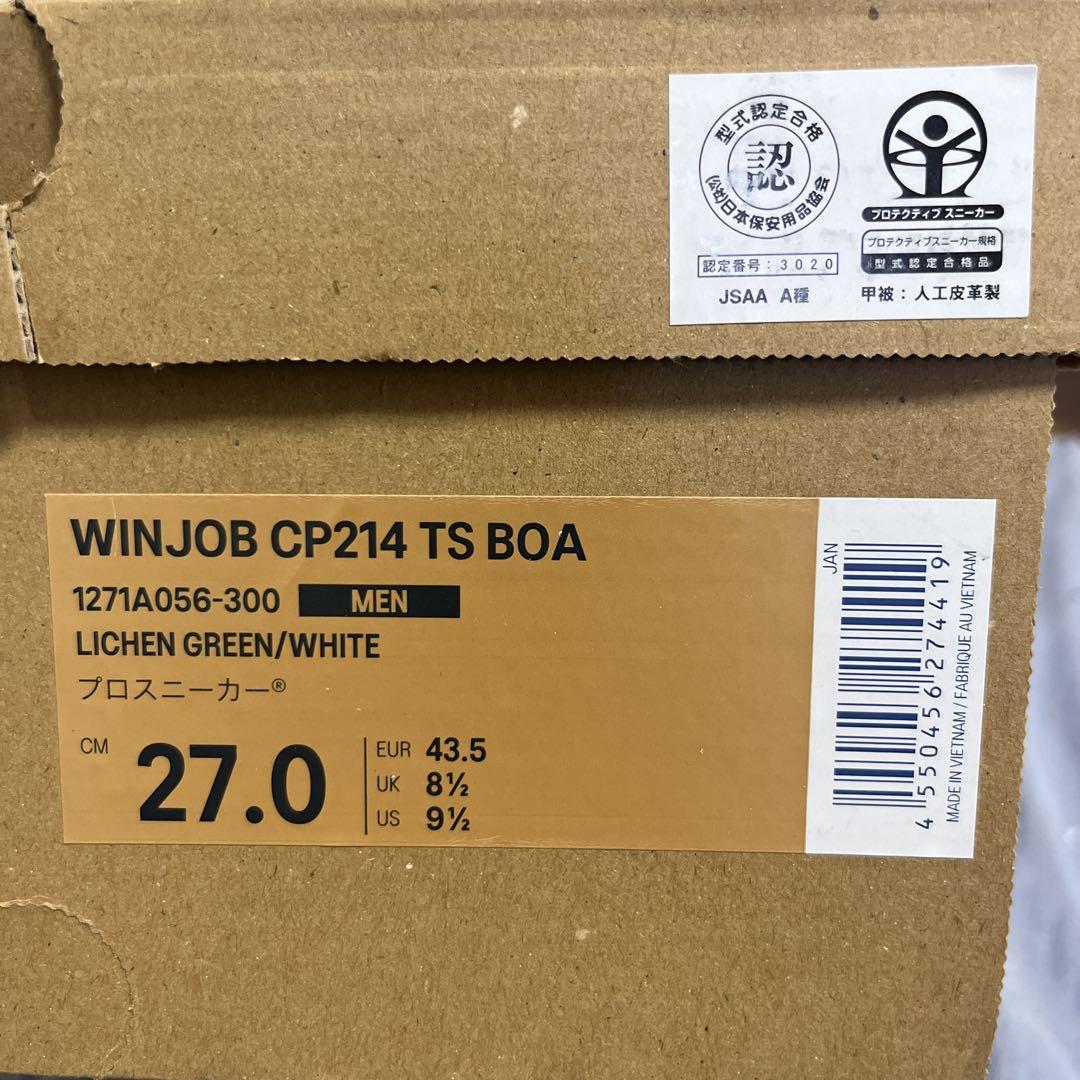 型式認定合格
認
(公社)日本保安用品協会
認定番号：3020
JSAA A種
プロテクティブ スニーカー
プロテクティブスニーカー規格
型式認定合格品
甲被：人工皮革製
WINJOB CP214 TS BOA
1271A056-300 MEN
LICHEN GREEN/WHITE
プロスニーカー®
CM 27.0
EUR 43.5
UK 8½
US 9½
JAN
4 550456 274419
MADE IN VIETNAM / FABRIQUE AU VIETNAM